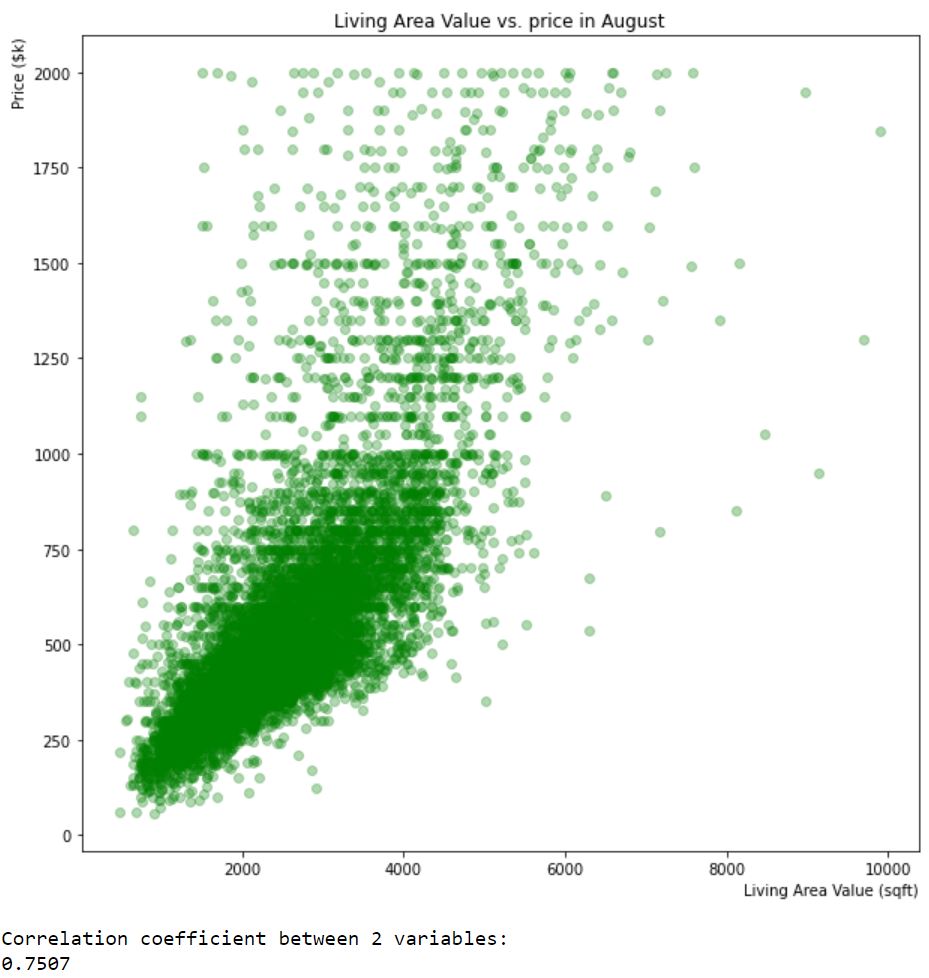 Living Area Value vs. price in August
Price ($k)
2000
1750
1500
1250
1000
750
500
250
0
2000 4000 6000 8000 10000
Living Area Value (sqft)
Correlation coefficient between 2 variables:
0.7507